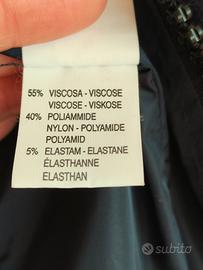 55% VISCOSA - VISCOSE
VISCOSE - VISKOSE
40% POLIAMMIDE
NYLON - POLYAMIDE
POLYAMID
5% ELASTAM - ELASTANE
ÉLASTHANNE
ELASTHAN
subito